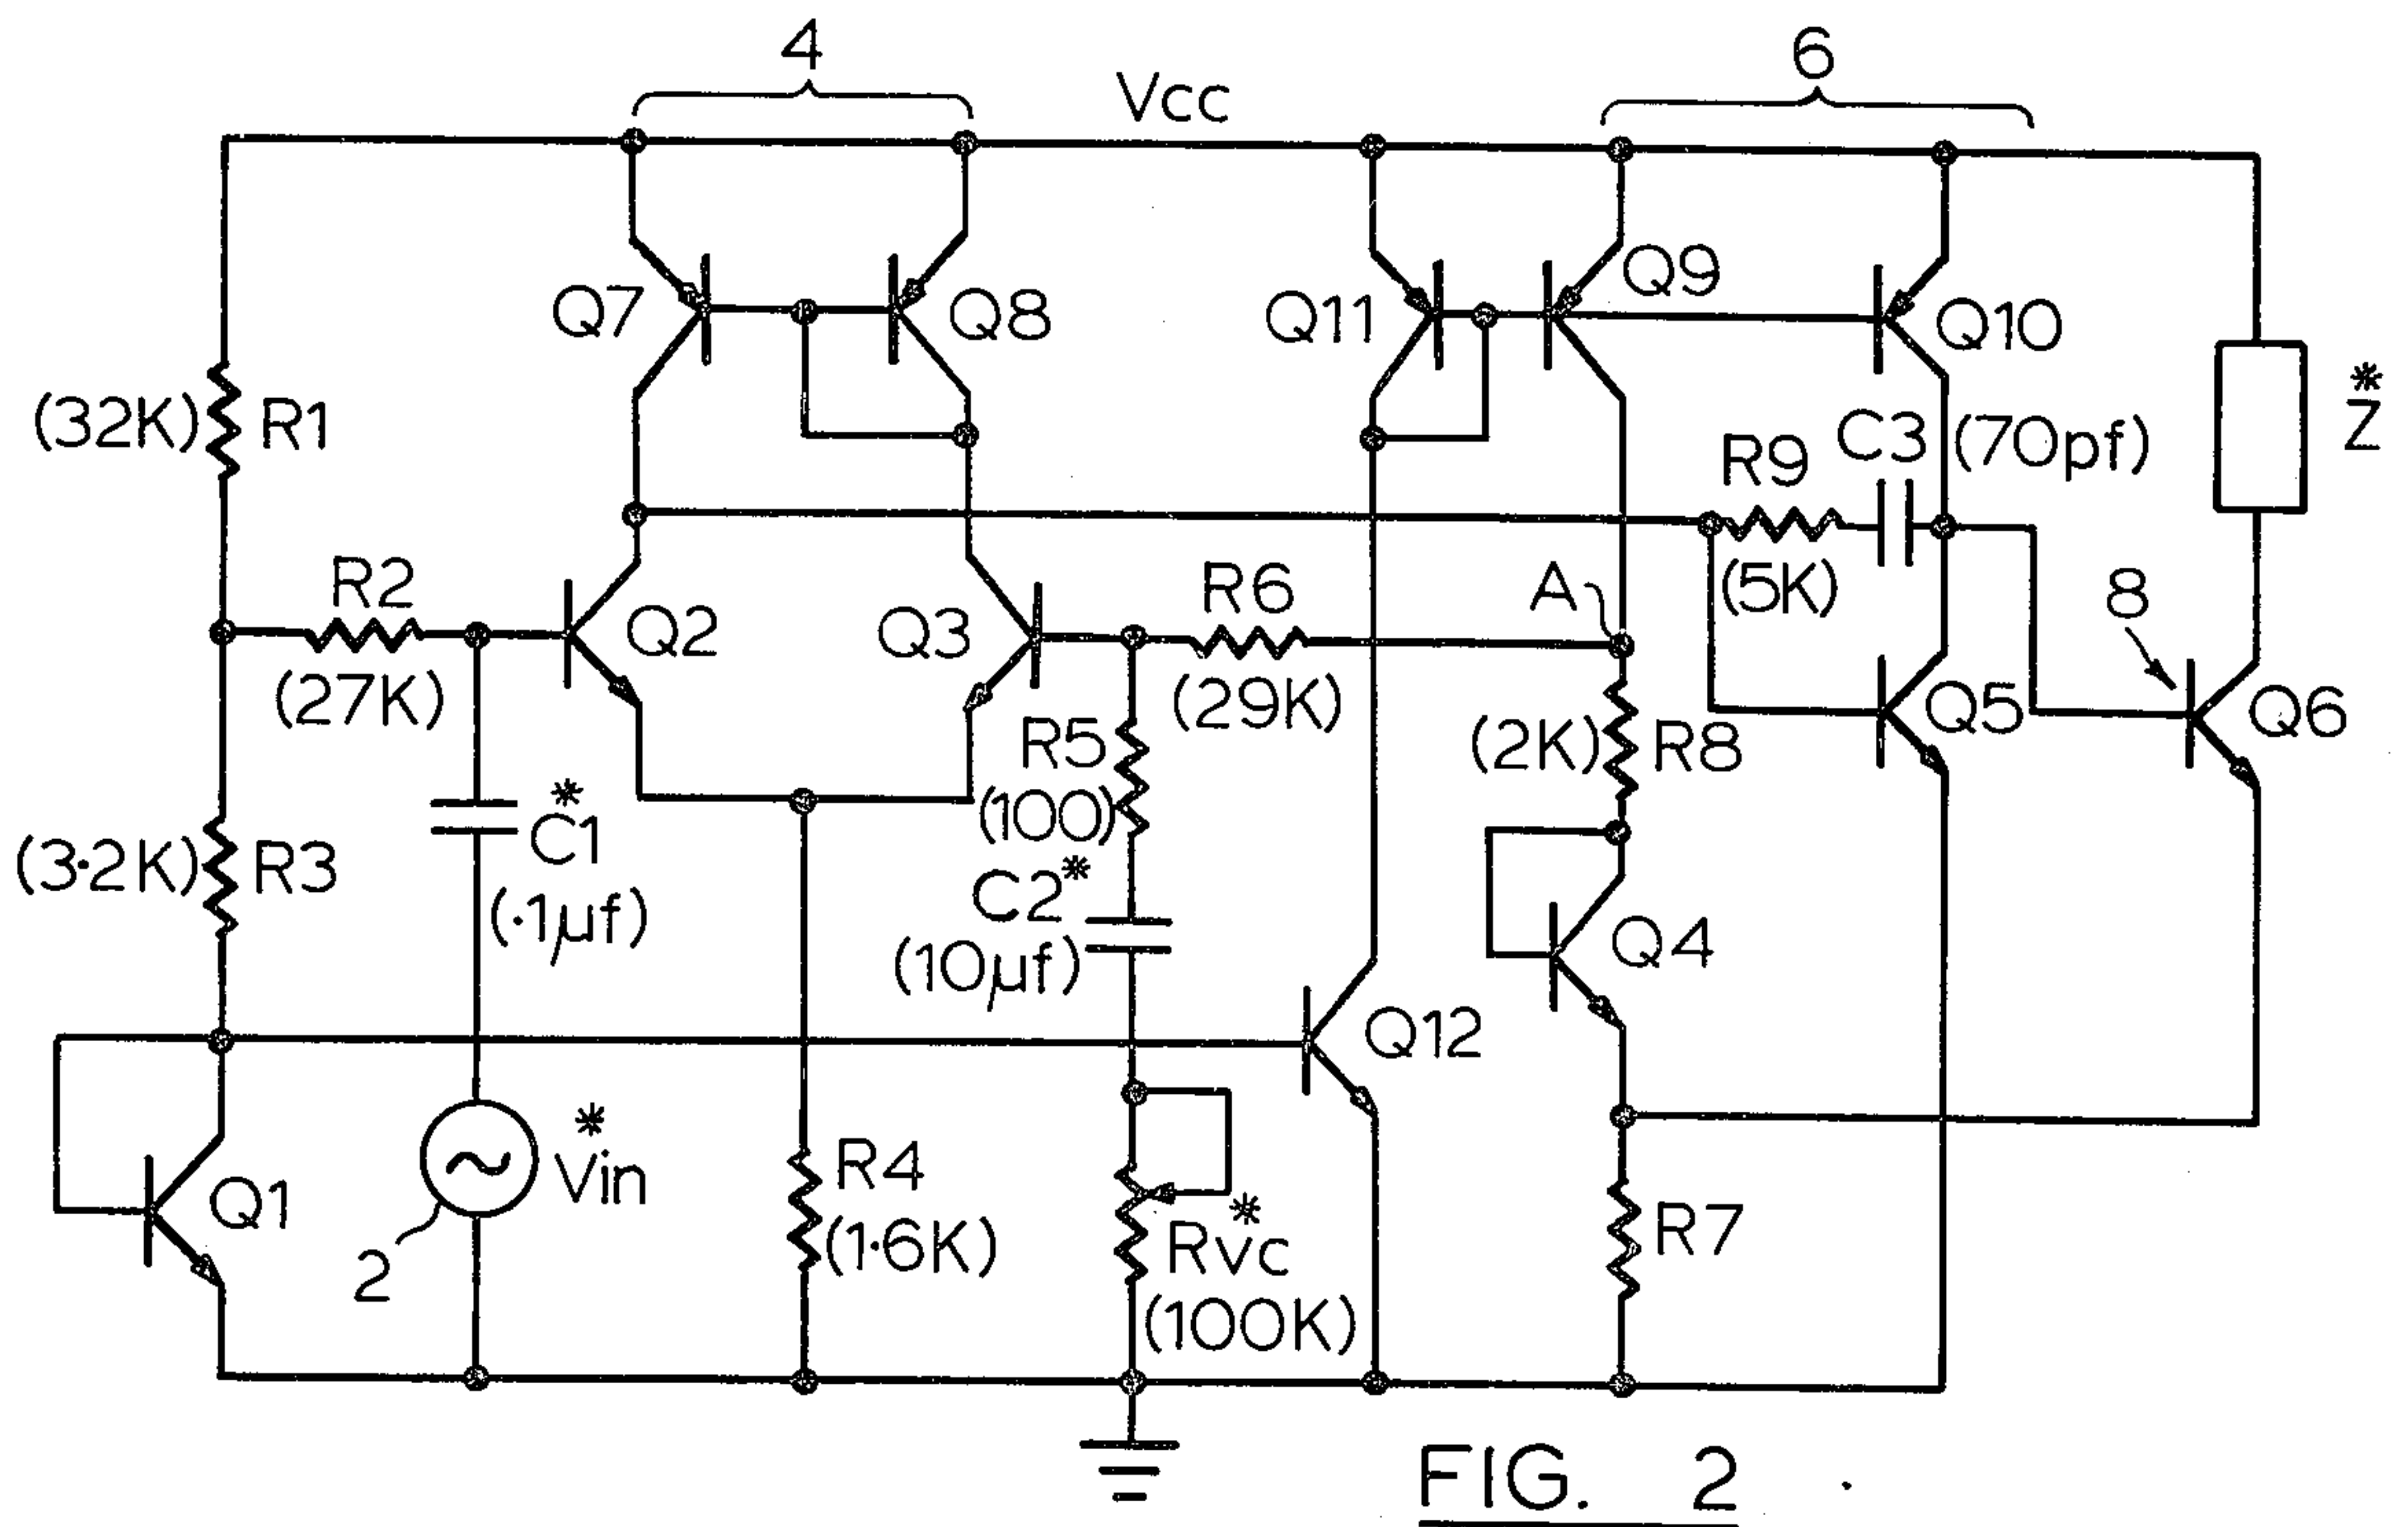 4
6
Vcc
Q7
Q8
Q11
Q9
Q10
(32K)
R1
*
Z
R9
C3
(70pf)
(5K)
R2
(27K)
Q2
Q3
R6
(29K)
A
8
Q5
Q6
R5
(100)
(2K)
R8
*
C1
(.1µf)
(3.2K)
R3
C2*
(10µf)
Q4
Q12
Q1
*
Vin
2
R4
(1.6K)
*
Rvc
(100K)
R7
FIG. 2